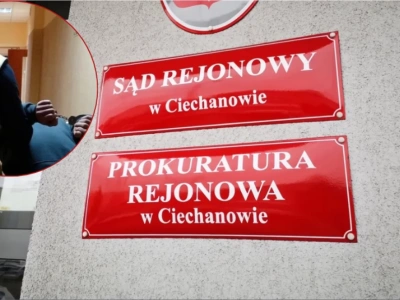 SĄD REJONOWY
w Ciechanowie
PROKURATURA
REJONOWA
w Ciechanowie